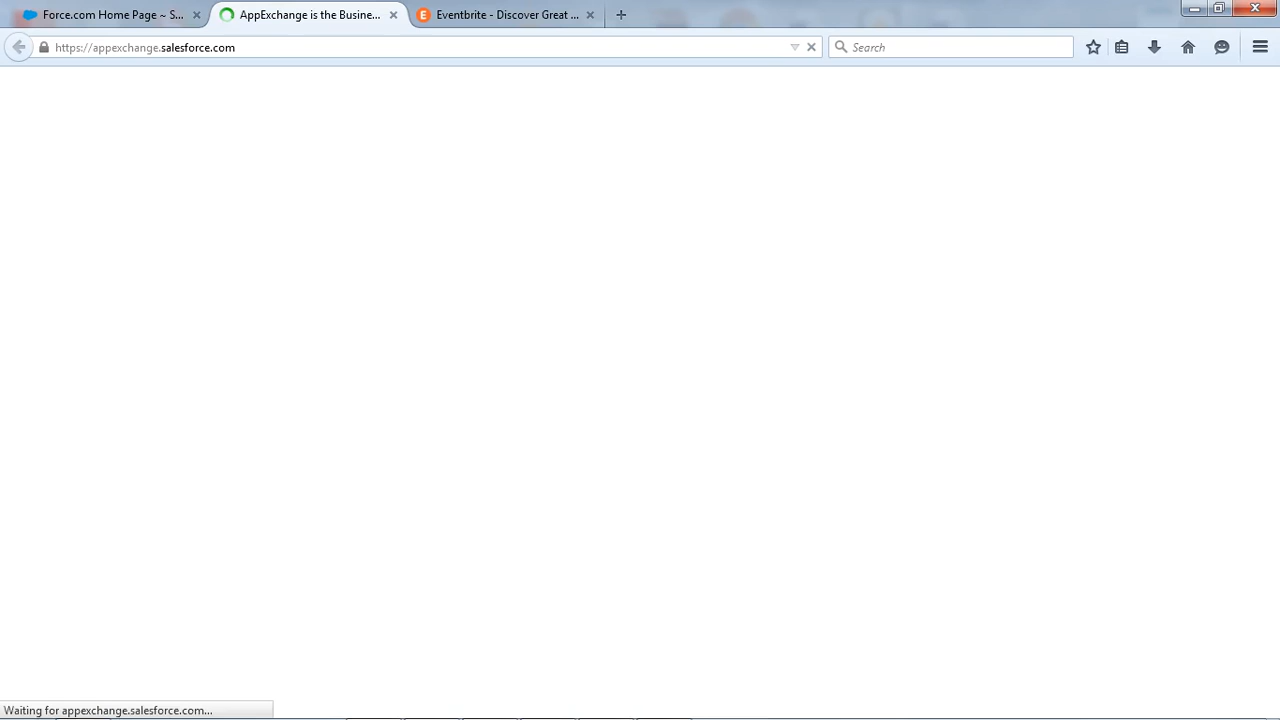 Force.com Home Page ~ S...
AppExchange is the Busine...
E Eventbrite - Discover Great ...
https://appexchange.salesforce.com
Search
Waiting for appexchange.salesforce.com...